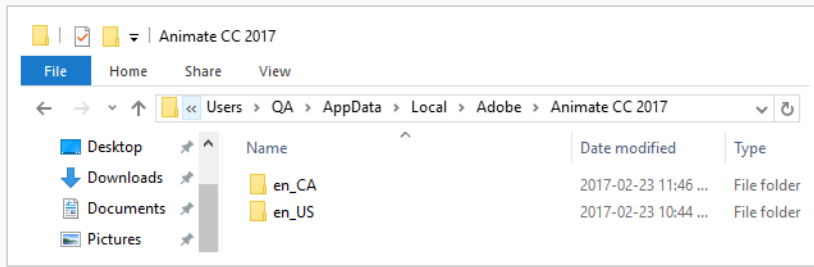 Animate CC 2017
File Home Share View
« Users > QA > AppData > Local > Adobe > Animate CC 2017
Desktop Name Date modified Type
Downloads en_CA 2017-02-23 11:46 ... File folder
Documents en_US 2017-02-23 10:44 ... File folder
Pictures